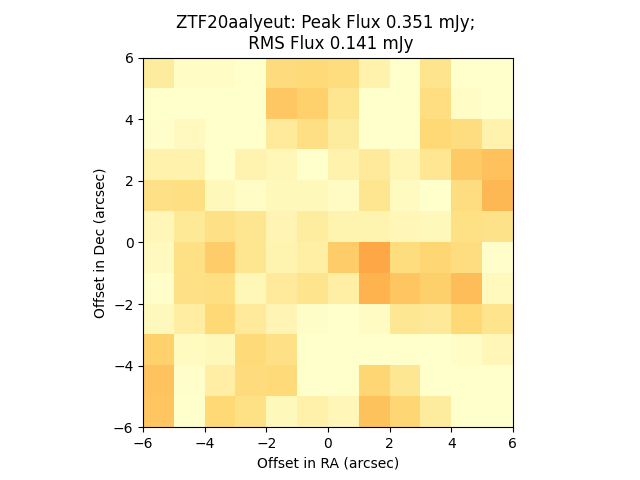 ZTF20aalyeut: Peak Flux 0.351 mJy;
RMS Flux 0.141 mJy
6
4
2
0
−2
−4
−6
Offset in Dec (arcsec)
−6 −4 −2 0 2 4 6
Offset in RA (arcsec)